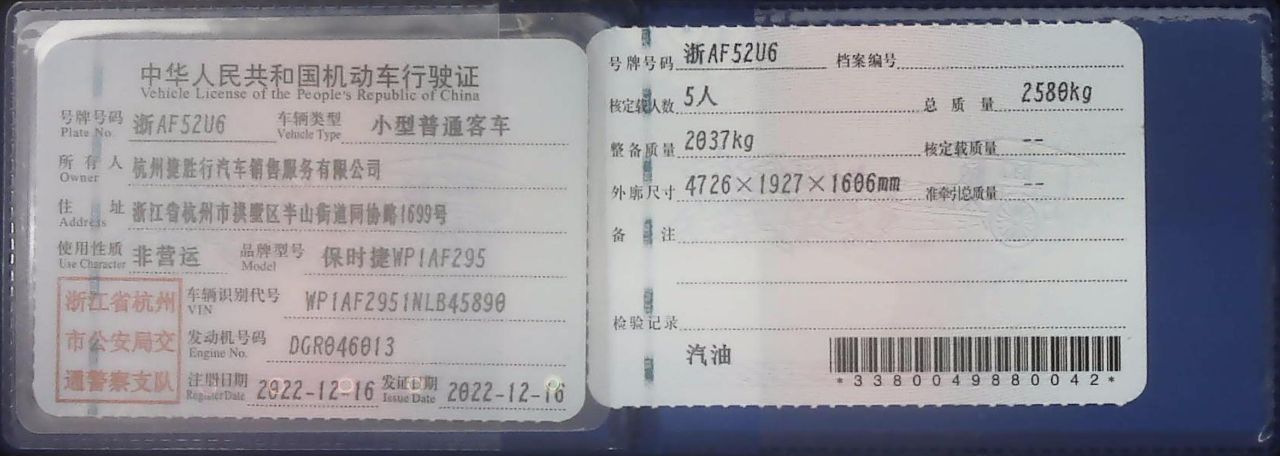 中华人民共和国机动车行驶证
Vehicle License of the People's Republic of China
号牌号码 浙AF52U6 车辆类型 小型普通客车
Plate No. Vehicle Type
所有人 杭州捷胜行汽车销售服务有限公司
Owner
住址 浙江省杭州市拱墅区半山街道同协路1699号
Address
使用性质 非营运 品牌型号 保时捷WP1AF295
Use Character Model
浙江省杭州
市公安局交
通警察支队
车辆识别代号 WP1AF2951NLB45890
VIN
发动机号码 DGR046013
Engine No.
注册日期 2022-12-16 发证日期 2022-12-16
Register Date Issue Date
号牌号码 浙AF52U6 档案编号
核定载人数 5人 总质量 2580kg
整备质量 2037kg 核定载质量 --
外廓尺寸 4726×1927×1606mm 准牵引总质量 --
备注
检验记录
汽油
*3380049880042*